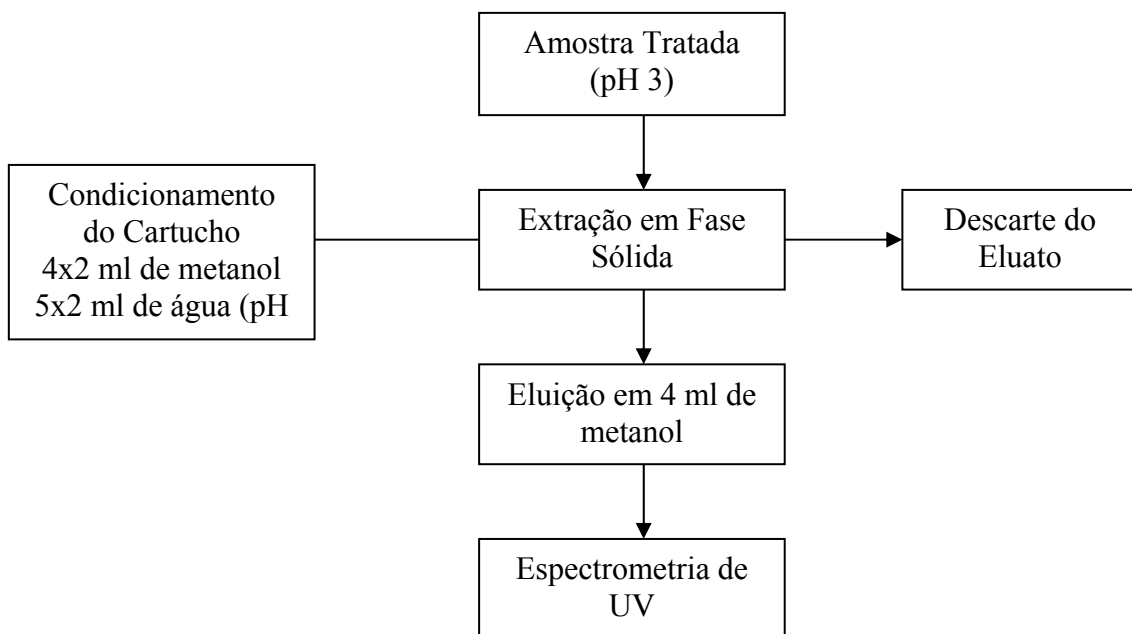 Amostra Tratada
(pH 3)
Condicionamento
do Cartucho
4x2 ml de metanol
5x2 ml de água (pH
Extração em Fase
Sólida
Descarte do
Eluato
Eluição em 4 ml de
metanol
Espectrometria de
UV